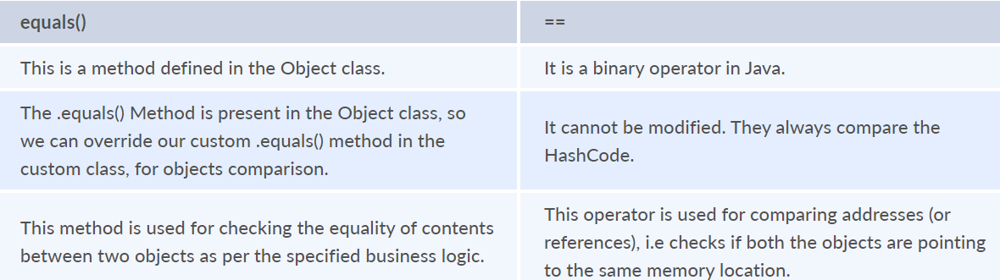 equals()
==
This is a method defined in the Object class.
It is a binary operator in Java.
The .equals() Method is present in the Object class, so
we can override our custom .equals() method in the
custom class, for objects comparison.
It cannot be modified. They always compare the
HashCode.
This method is used for checking the equality of contents
between two objects as per the specified business logic.
This operator is used for comparing addresses (or
references), i.e checks if both the objects are pointing
to the same memory location.